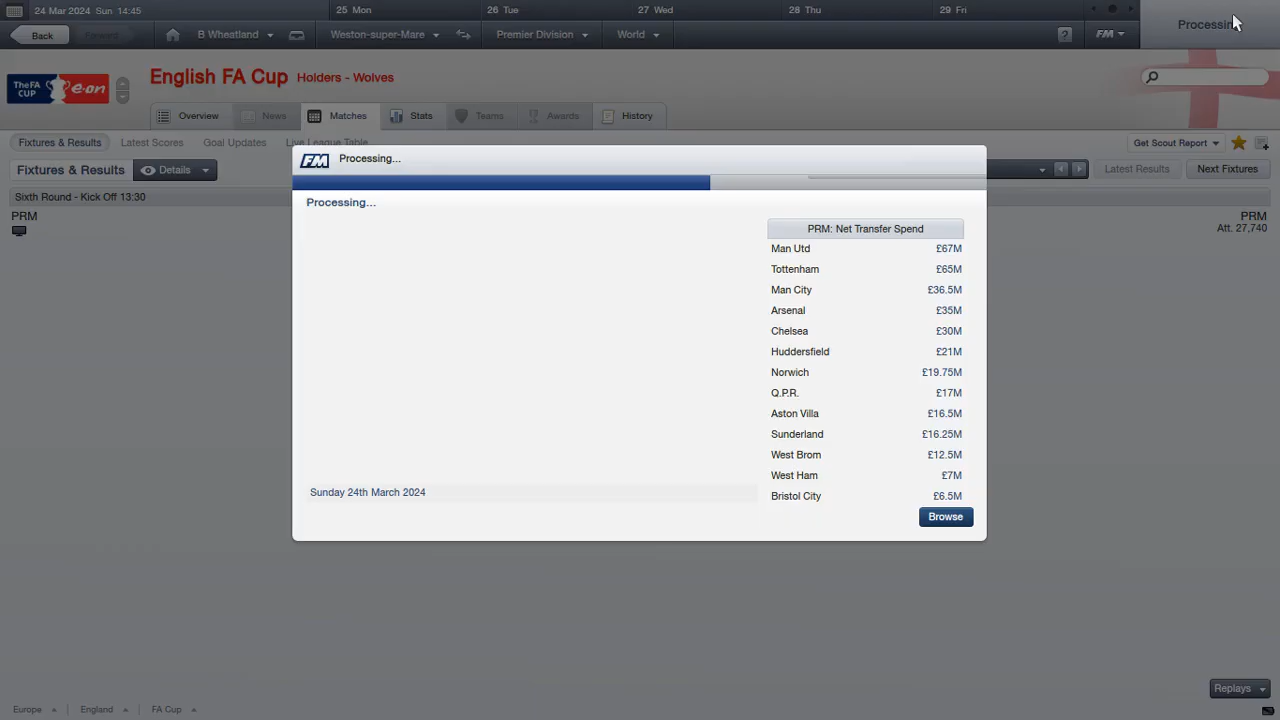 24 Mar 2024 Sun 14:45
25 Mon
26 Tue
27 Wed
28 Thu
29 Fri
Processin
Back
Forward
B Wheatland
Weston-super-Mare
Premier Division
World
?
FM
THE FA CUP
e.on
English FA Cup
Holders - Wolves
Overview
News
Matches
Stats
Teams
Awards
History
Fixtures & Results
Latest Scores
Goal Updates
Live League Table
Get Scout Report
Fixtures & Results
Details
Latest Results
Next Fixtures
Sixth Round - Kick Off 13:30
PRM
PRM
Att. 27,740
FM
Processing...
Processing...
PRM: Net Transfer Spend
Man Utd £67M
Tottenham £65M
Man City £36.5M
Arsenal £35M
Chelsea £30M
Huddersfield £21M
Norwich £19.75M
Q.P.R. £17M
Aston Villa £16.5M
Sunderland £16.25M
West Brom £12.5M
West Ham £7M
Bristol City £6.5M
Sunday 24th March 2024
Browse
Replays
Europe
England
FA Cup